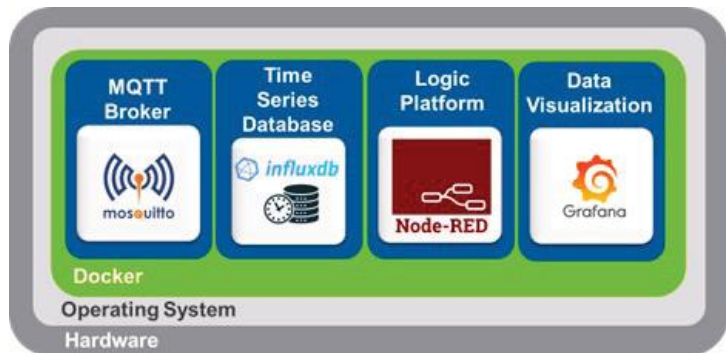 MQTT
Broker
mosquitto
Time
Series
Database
influxdb
Logic
Platform
Node-RED
Data
Visualization
Grafana
Docker
Operating System
Hardware